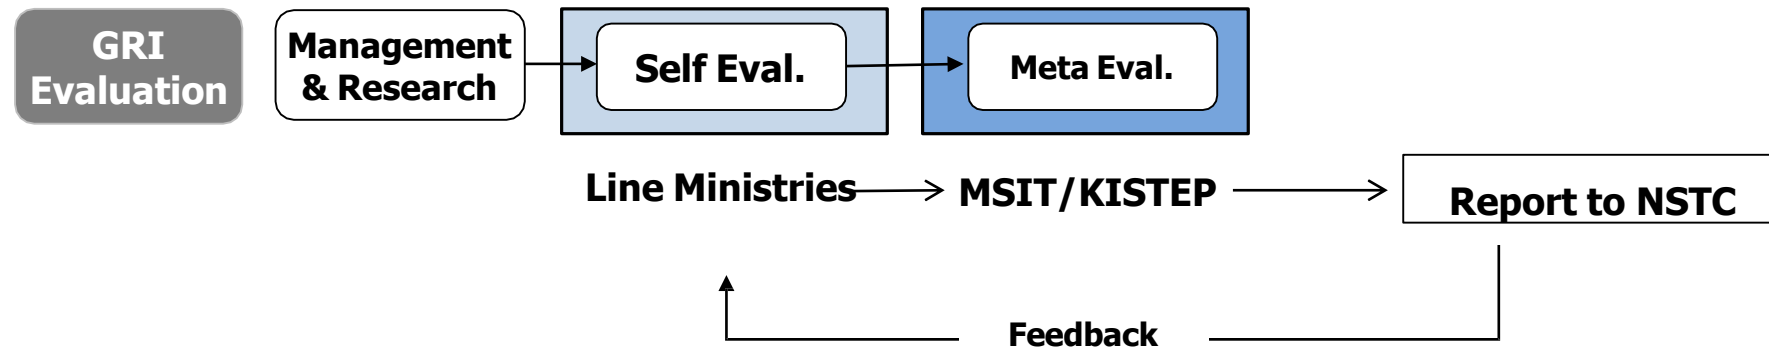 GRI
Evaluation
Management
& Research
Self Eval.
Meta Eval.
Line Ministries
MSIT/KISTEP
Report to NSTC
Feedback